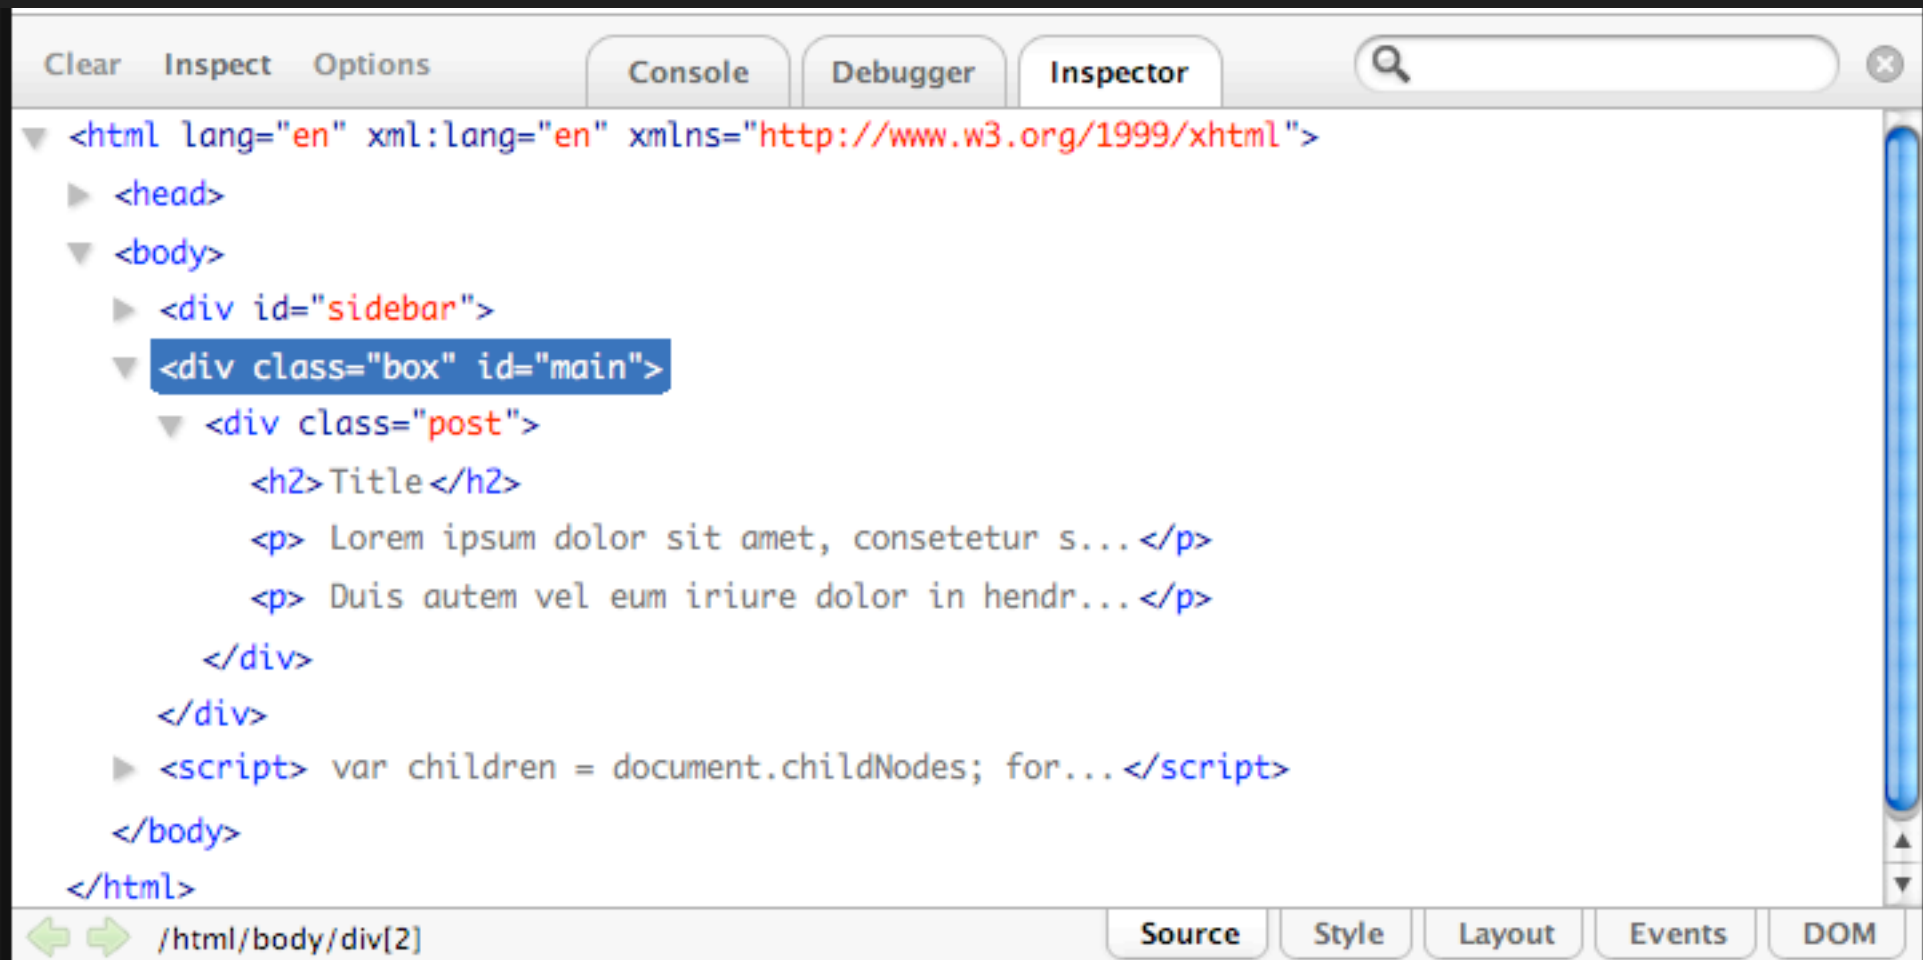 Clear Inspect Options Console Debugger Inspector
<html lang="en" xml:lang="en" xmlns="http://www.w3.org/1999/xhtml">
<head>
<body>
<div id="sidebar">
<div class="box" id="main">
<div class="post">
<h2>Title</h2>
<p> Lorem ipsum dolor sit amet, consetetur s...</p>
<p> Duis autem vel eum iriure dolor in hendr...</p>
</div>
</div>
<script> var children = document.childNodes; for...</script>
</body>
</html>
/html/body/div[2] Source Style Layout Events DOM